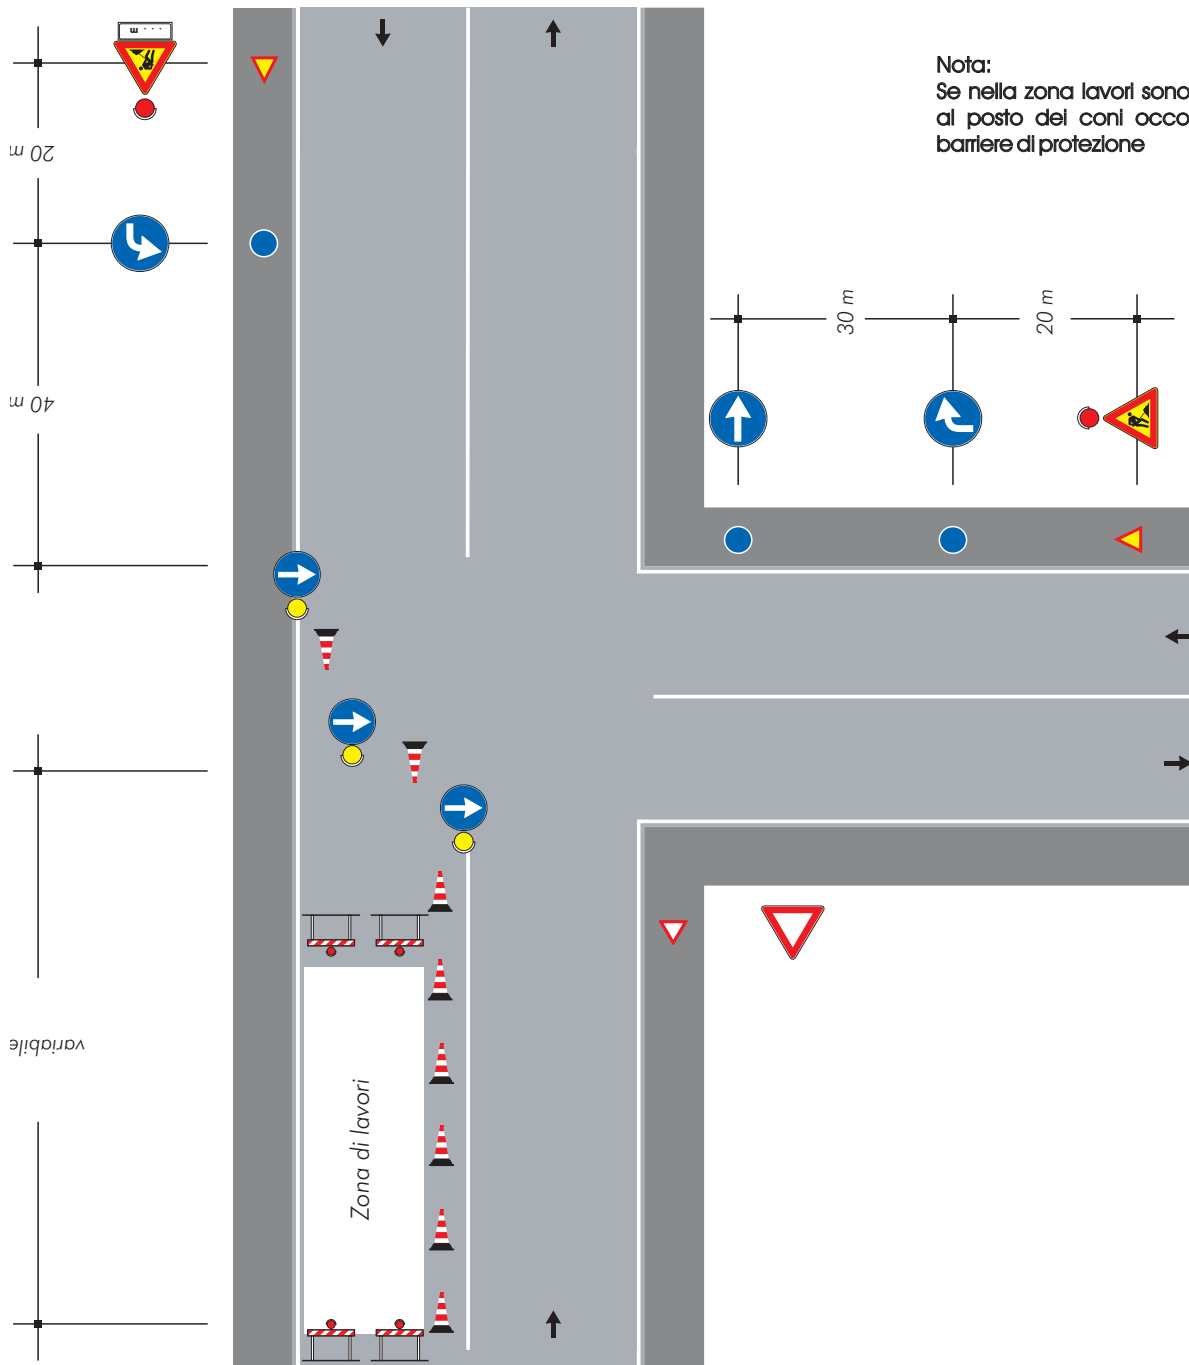 Nota:
Se nella zona lavori sono
al posto dei coni occo
barriere di protezione
20 m
40 m
30 m
20 m
variabile
Zona di lavori